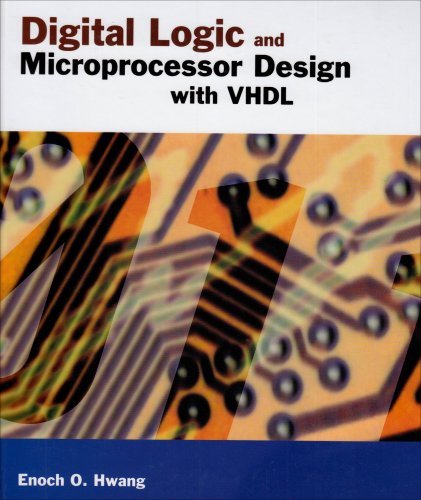 Digital Logic and
Microprocessor Design
with VHDL
Enoch O. Hwang